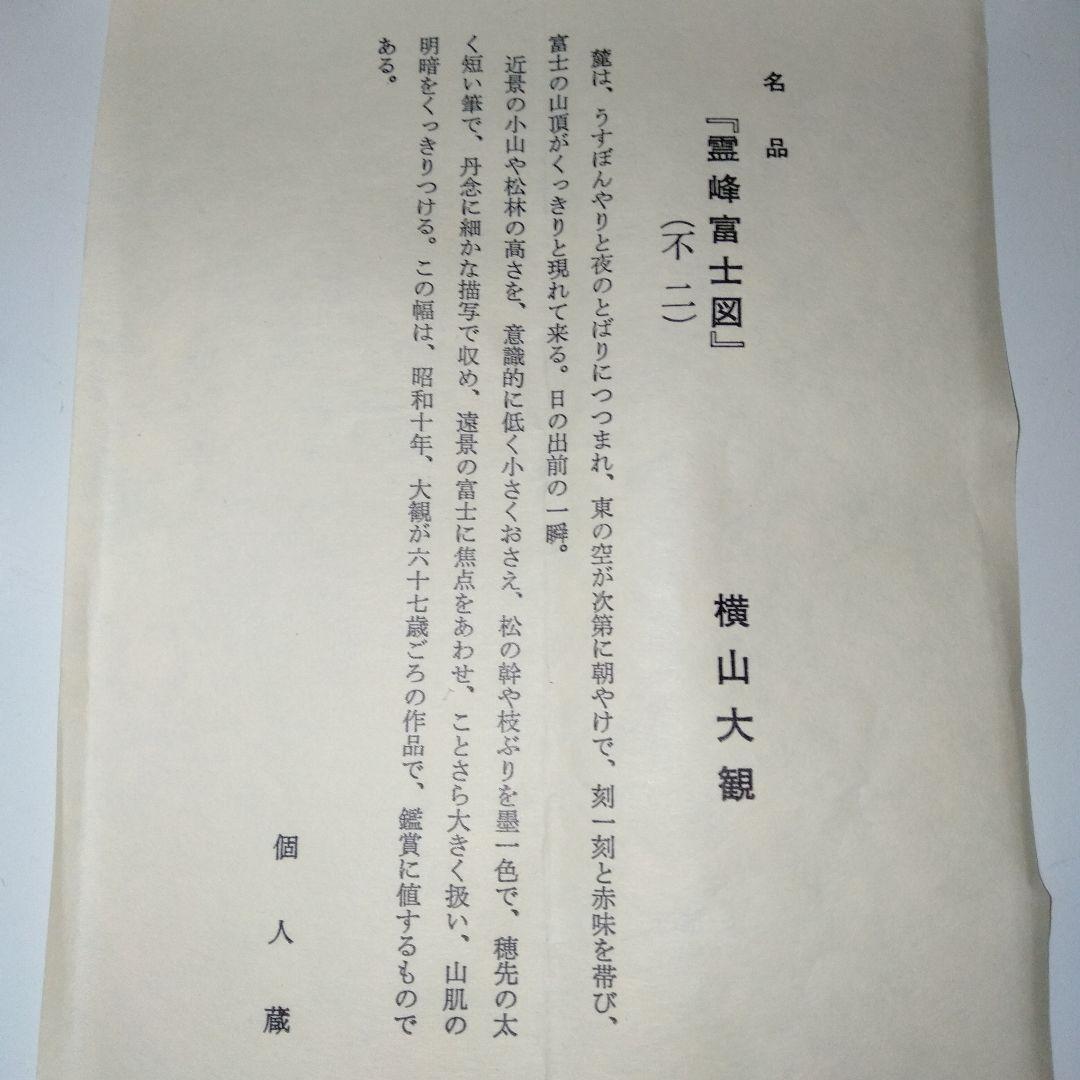 名品
『霊峰富士図』 横山大観
（不二）
麓は、うすぼんやりと夜のとばりにつつまれ、東の空が次第に朝やけで、刻一刻と赤味を帯び、
富士の山頂がくっきりと現れて来る。日の出前の一瞬。
近景の小山や松林の高さを、意識的に低く小さくおさえ、松の幹や枝ぶりを墨一色で、穂先の太
く短い筆で、丹念に細かな描写で収め、遠景の富士に焦点をあわせ、ことさら大きく扱い、山肌の
明暗をくっきりつける。この幅は、昭和十年、大観が六十七歳ごろの作品で、鑑賞に値するもので
ある。
個人蔵